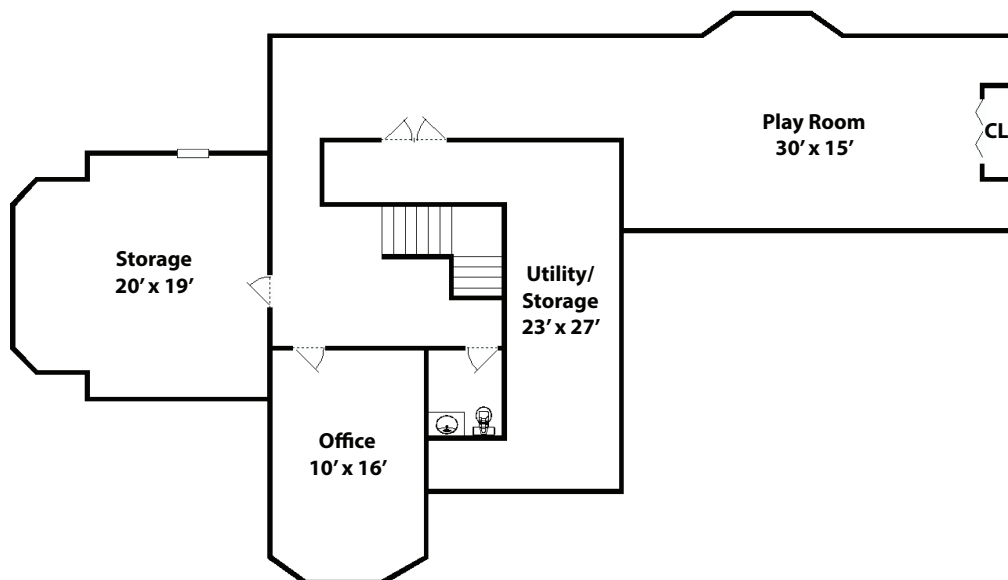 Play Room
30’ x 15’
CL
Storage
20’ x 19’
Utility/
Storage
23’ x 27’
Office
10’ x 16’